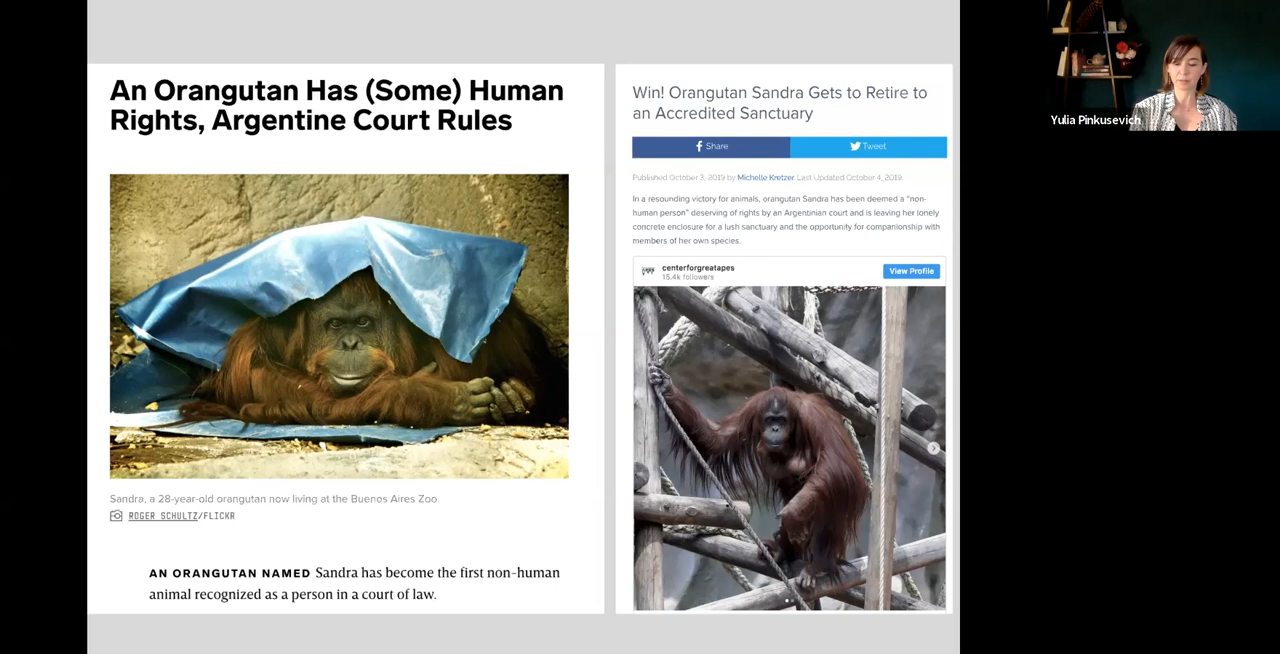 An Orangutan Has (Some) Human
Rights, Argentine Court Rules
Sandra, a 28-year-old orangutan now living at the Buenos Aires Zoo.
ROGER SCHULTZ/FLICKR
AN ORANGUTAN NAMED Sandra has become the first non-human
animal recognized as a person in a court of law.
Win! Orangutan Sandra Gets to Retire to
an Accredited Sanctuary
Share
Tweet
Published October 3, 2019 by Michelle Kretzer. Last Updated October 4, 2019.
In a resounding victory for animals, orangutan Sandra has been deemed a “non-
human person” deserving of rights by an Argentinian court and is leaving her lonely
concrete enclosure for a lush sanctuary and the opportunity for companionship with
members of her own species.
centerforgreatapes
15.4k followers
View Profile
Yulia Pinkusevich